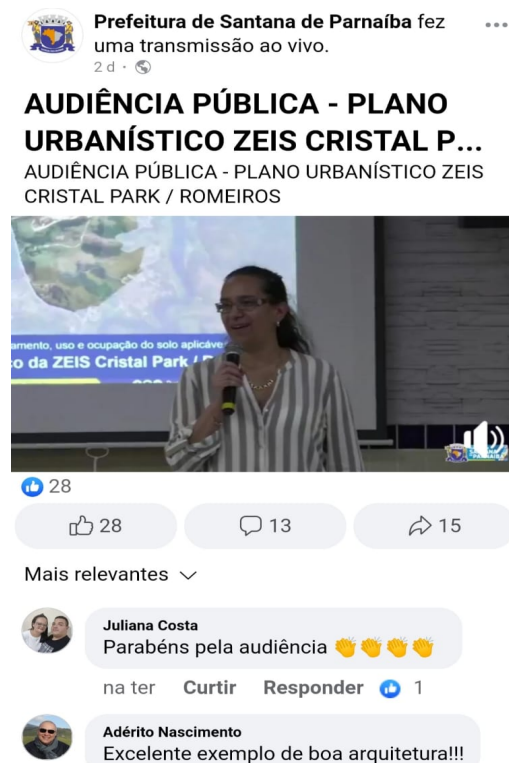 Prefeitura de Santana de Parnaíba fez
uma transmissão ao vivo.
2 d ·
AUDIÊNCIA PÚBLICA - PLANO
URBANÍSTICO ZEIS CRISTAL P...
AUDIÊNCIA PÚBLICA - PLANO URBANÍSTICO ZEIS
CRISTAL PARK / ROMEIROS
amento, uso e ocupação do solo aplicáve
o da ZEIS Cristal Park /
28
28
13
15
Mais relevantes
Juliana Costa
Parabéns pela audiência 👏👏👏👏
na ter Curtir Responder 1
Adérito Nascimento
Excelente exemplo de boa arquitetura!!!